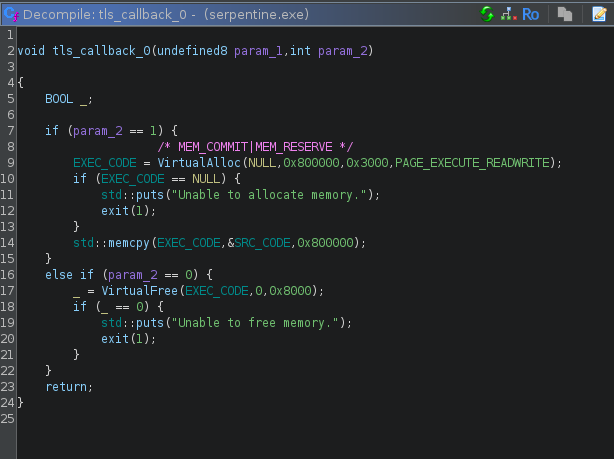 Decompile: tls_callback_0 - (serpentine.exe)
Ro
1
2 void tls_callback_0(undefined8 param_1,int param_2)
3
4 {
5     BOOL _;
6
7     if (param_2 == 1) {
8                     /* MEM_COMMIT|MEM_RESERVE */
9         EXEC_CODE = VirtualAlloc(NULL,0x800000,0x3000,PAGE_EXECUTE_READWRITE);
10         if (EXEC_CODE == NULL) {
11             std::puts("Unable to allocate memory.");
12             exit(1);
13         }
14         std::memcpy(EXEC_CODE,&SRC_CODE,0x800000);
15     }
16     else if (param_2 == 0) {
17         _ = VirtualFree(EXEC_CODE,0,0x8000);
18         if (_ == 0) {
19             std::puts("Unable to free memory.");
20             exit(1);
21         }
22     }
23     return;
24 }
25